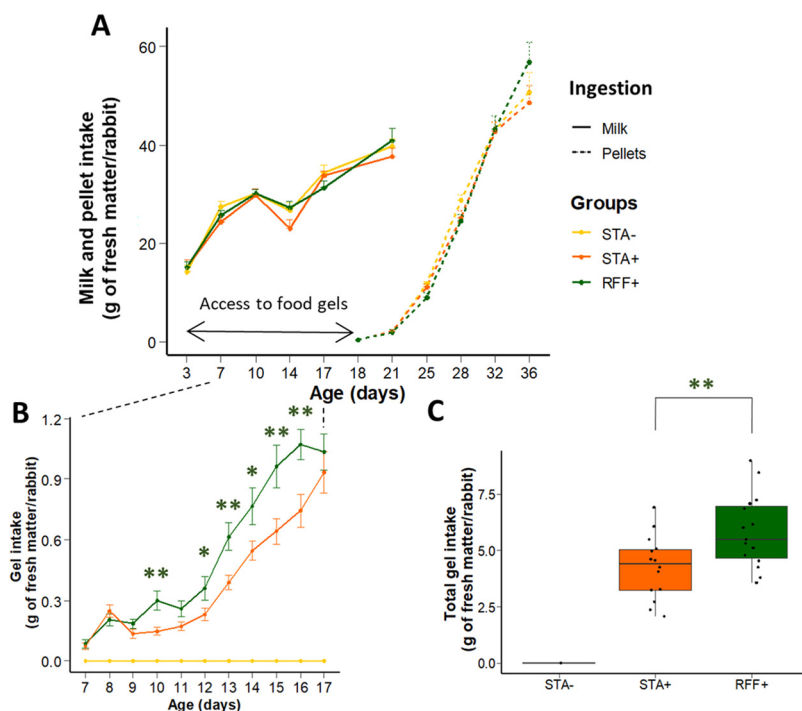 A
Milk and pellet intake
(g of fresh matter/rabbit)
60
40
20
0
Access to food gels
3 7 10 14 17 18 21 25 28 32 36
Age (days)
Ingestion
Milk
Pellets
Groups
STA-
STA+
RFF+
B
Gel intake
(g of fresh matter/rabbit)
1.2
0.9
0.6
0.3
0.0
** * ** * ** **
7 8 9 10 11 12 13 14 15 16 17
Age (days)
C
**
Total gel intake
(g of fresh matter/rabbit)
7.5
5.0
2.5
0.0
STA- STA+ RFF+